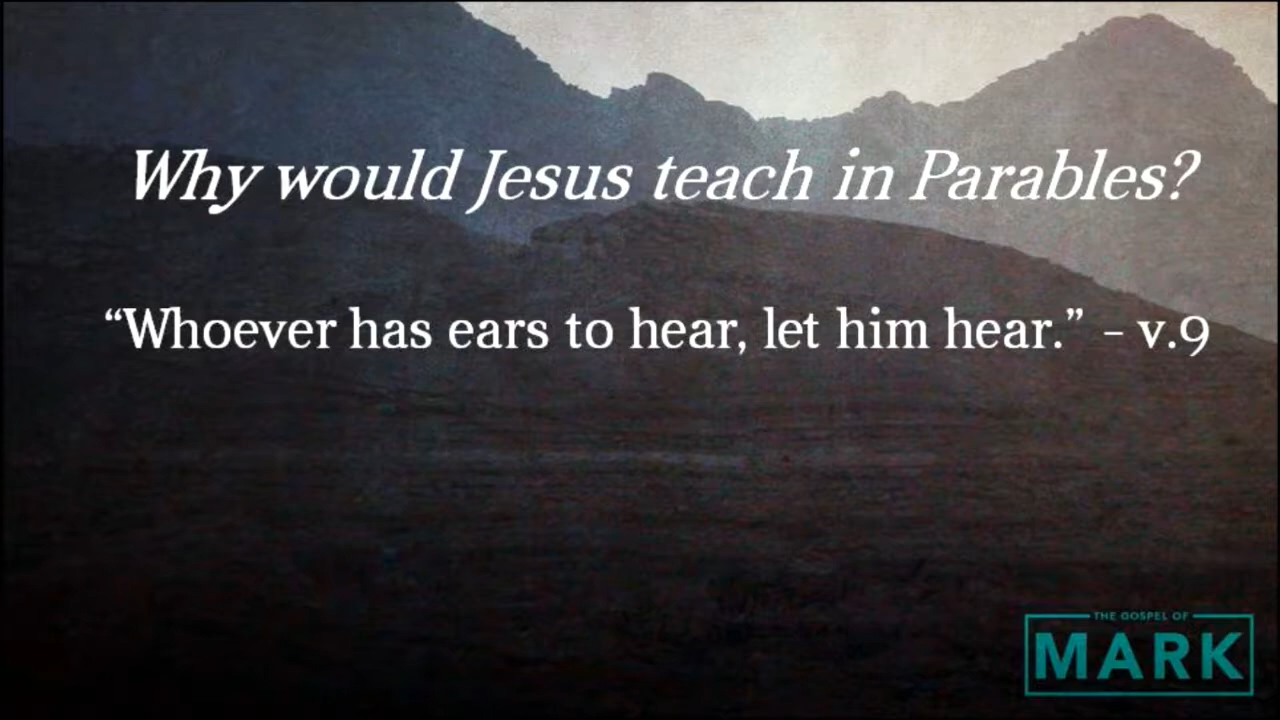 Why would Jesus teach in Parables?
“Whoever has ears to hear, let him hear.” – v.9
THE GOSPEL OF
MARK